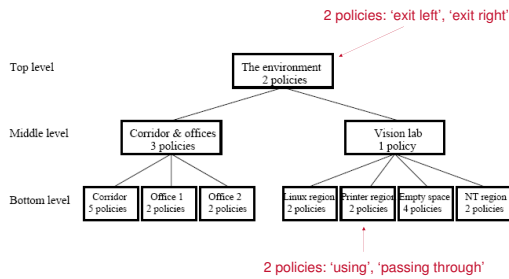 2 policies: ‘exit left’, ‘exit right’
Top level
The environment
2 policies
Middle level
Corridor & offices
3 policies
Vision lab
1 policy
Bottom level
Corridor
5 policies
Office 1
2 policies
Office 2
2 policies
Linux region
2 policies
Printer region
2 policies
Empty space
4 policies
NT region
2 policies
2 policies: ‘using’, ‘passing through’